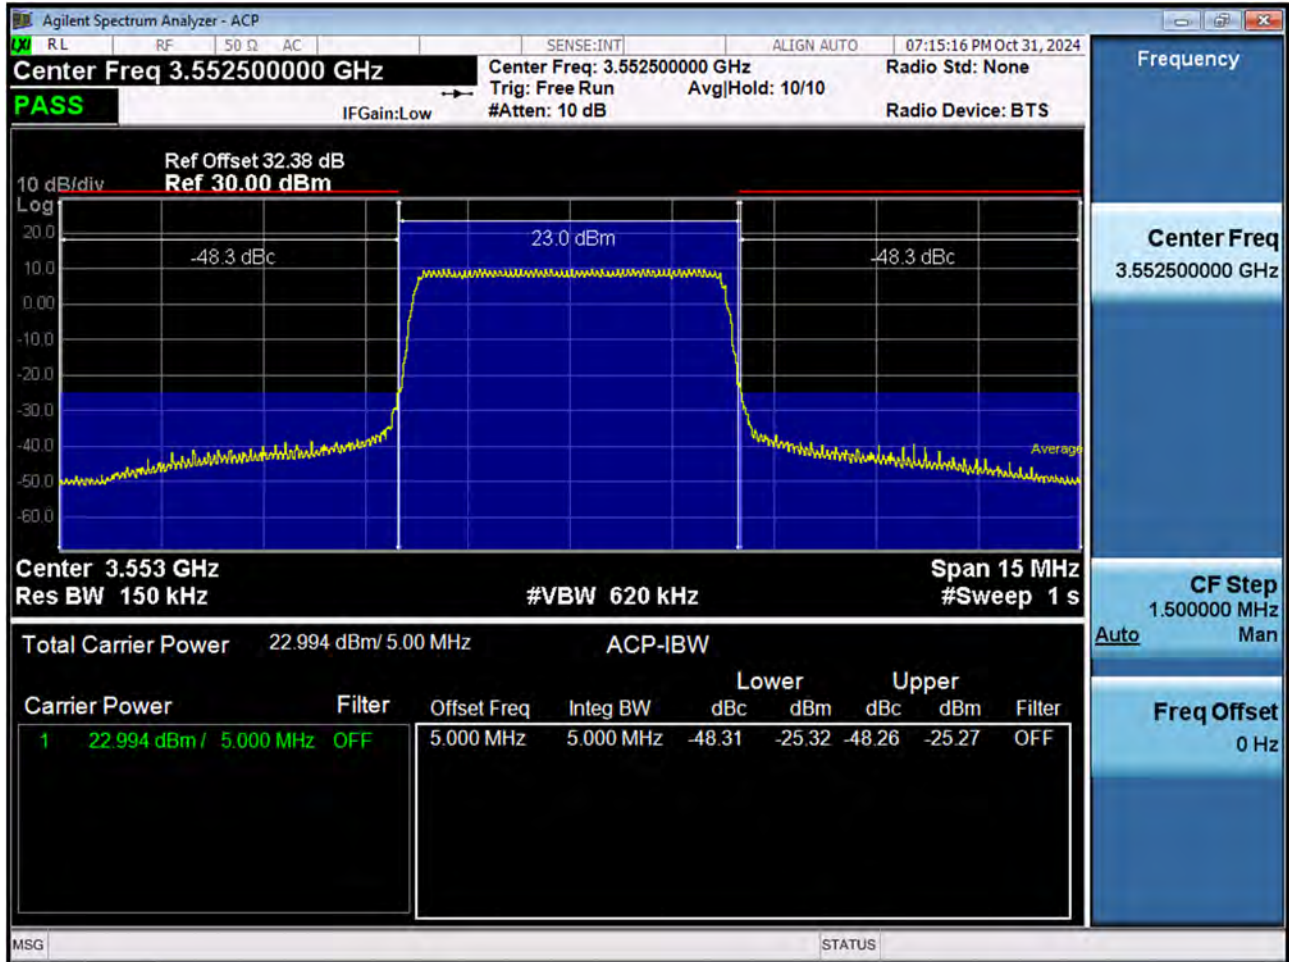 Agilent Spectrum Analyzer - ACP
LXI RL RF 50 Ω AC SENSE:INT ALIGN AUTO 07:15:16 PM Oct 31, 2024
Center Freq 3.552500000 GHz
Center Freq: 3.552500000 GHz Radio Std: None
Trig: Free Run Avg|Hold: 10/10
PASS
IFGain:Low #Atten: 10 dB Radio Device: BTS
Frequency
Ref Offset 32.38 dB
10 dB/div Ref 30.00 dBm
Log
20.0
10.0
0.00
-10.0
-20.0
-30.0
-40.0
-50.0
-60.0
-48.3 dBc 23.0 dBm -48.3 dBc
Average
Center Freq
3.552500000 GHz
Center 3.553 GHz Span 15 MHz
Res BW 150 kHz #VBW 620 kHz #Sweep 1 s
CF Step
1.500000 MHz
Auto Man
Total Carrier Power 22.994 dBm/ 5.00 MHz ACP-IBW
Lower Upper
Carrier Power Filter Offset Freq Integ BW dBc dBm dBc dBm Filter
1 22.994 dBm / 5.000 MHz OFF 5.000 MHz 5.000 MHz -48.31 -25.32 -48.26 -25.27 OFF
Freq Offset
0 Hz
MSG STATUS